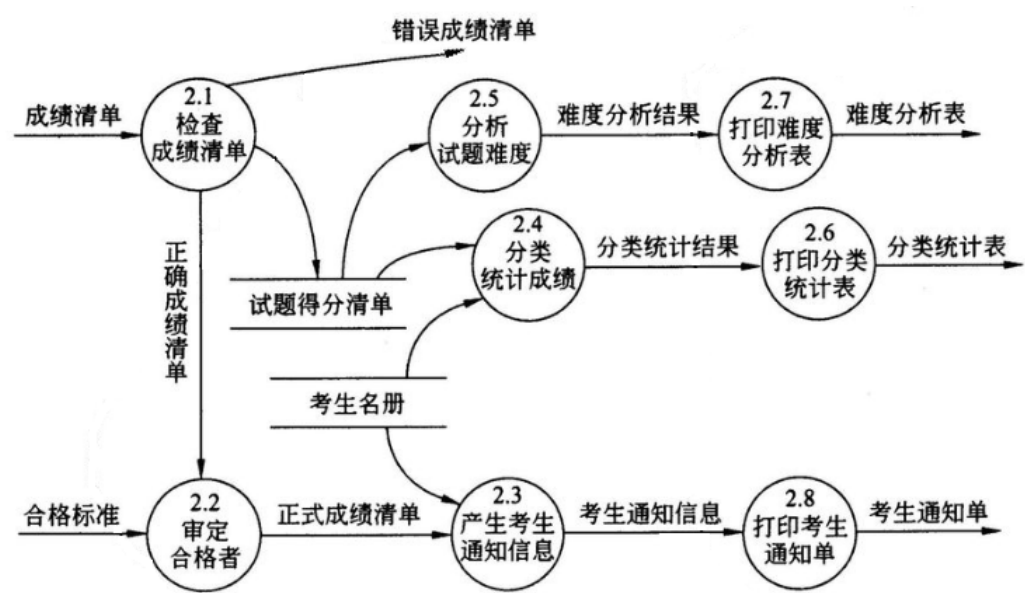 错误成绩清单
成绩清单
2.1
检查
成绩清单
2.5
分析
试题难度
难度分析结果
2.7
打印难度
分析表
难度分析表
正确成绩清单
试题得分清单
2.4
分类
统计成绩
分类统计结果
2.6
打印分类
统计表
分类统计表
考生名册
合格标准
2.2
审定
合格者
正式成绩清单
2.3
产生考生
通知信息
考生通知信息
2.8
打印考生
通知单
考生通知单